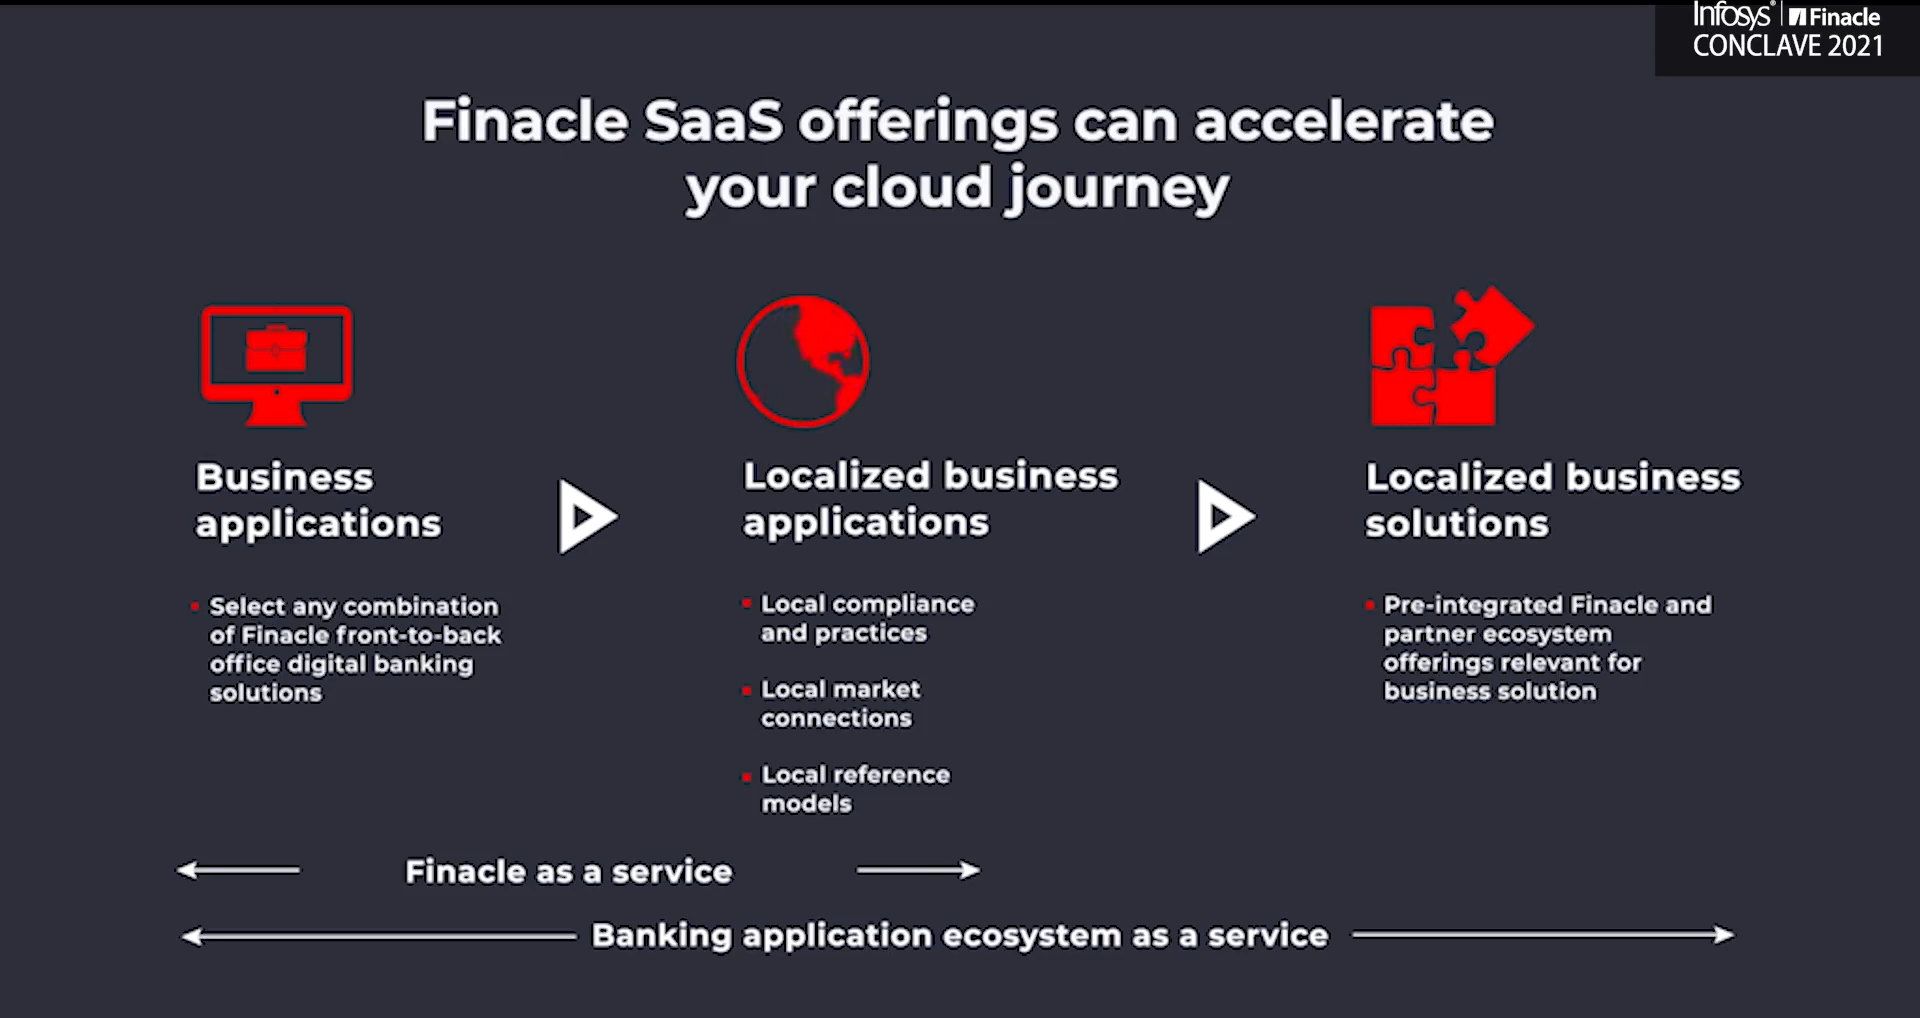 Infosys® | Finacle
CONCLAVE 2021
Finacle SaaS offerings can accelerate
your cloud journey
Business
applications
Select any combination
of Finacle front-to-back
office digital banking
solutions
Localized business
applications
Local compliance
and practices
Local market
connections
Local reference
models
Localized business
solutions
Pre-integrated Finacle and
partner ecosystem
offerings relevant for
business solution
Finacle as a service
Banking application ecosystem as a service